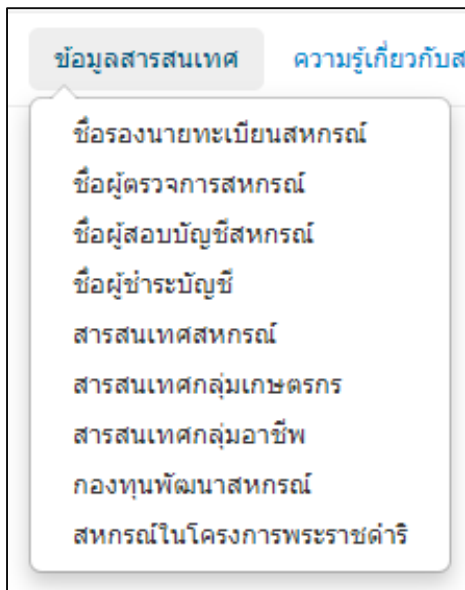 ข้อมูลสารสนเทศ ความรู้เกี่ยวกับส
ชื่อรองนายทะเบียนสหกรณ์
ชื่อผู้ตรวจการสหกรณ์
ชื่อผู้สอบบัญชีสหกรณ์
ชื่อผู้ชำระบัญชี
สารสนเทศสหกรณ์
สารสนเทศกลุ่มเกษตรกร
สารสนเทศกลุ่มอาชีพ
กองทุนพัฒนาสหกรณ์
สหกรณ์ในโครงการพระราชดำริ